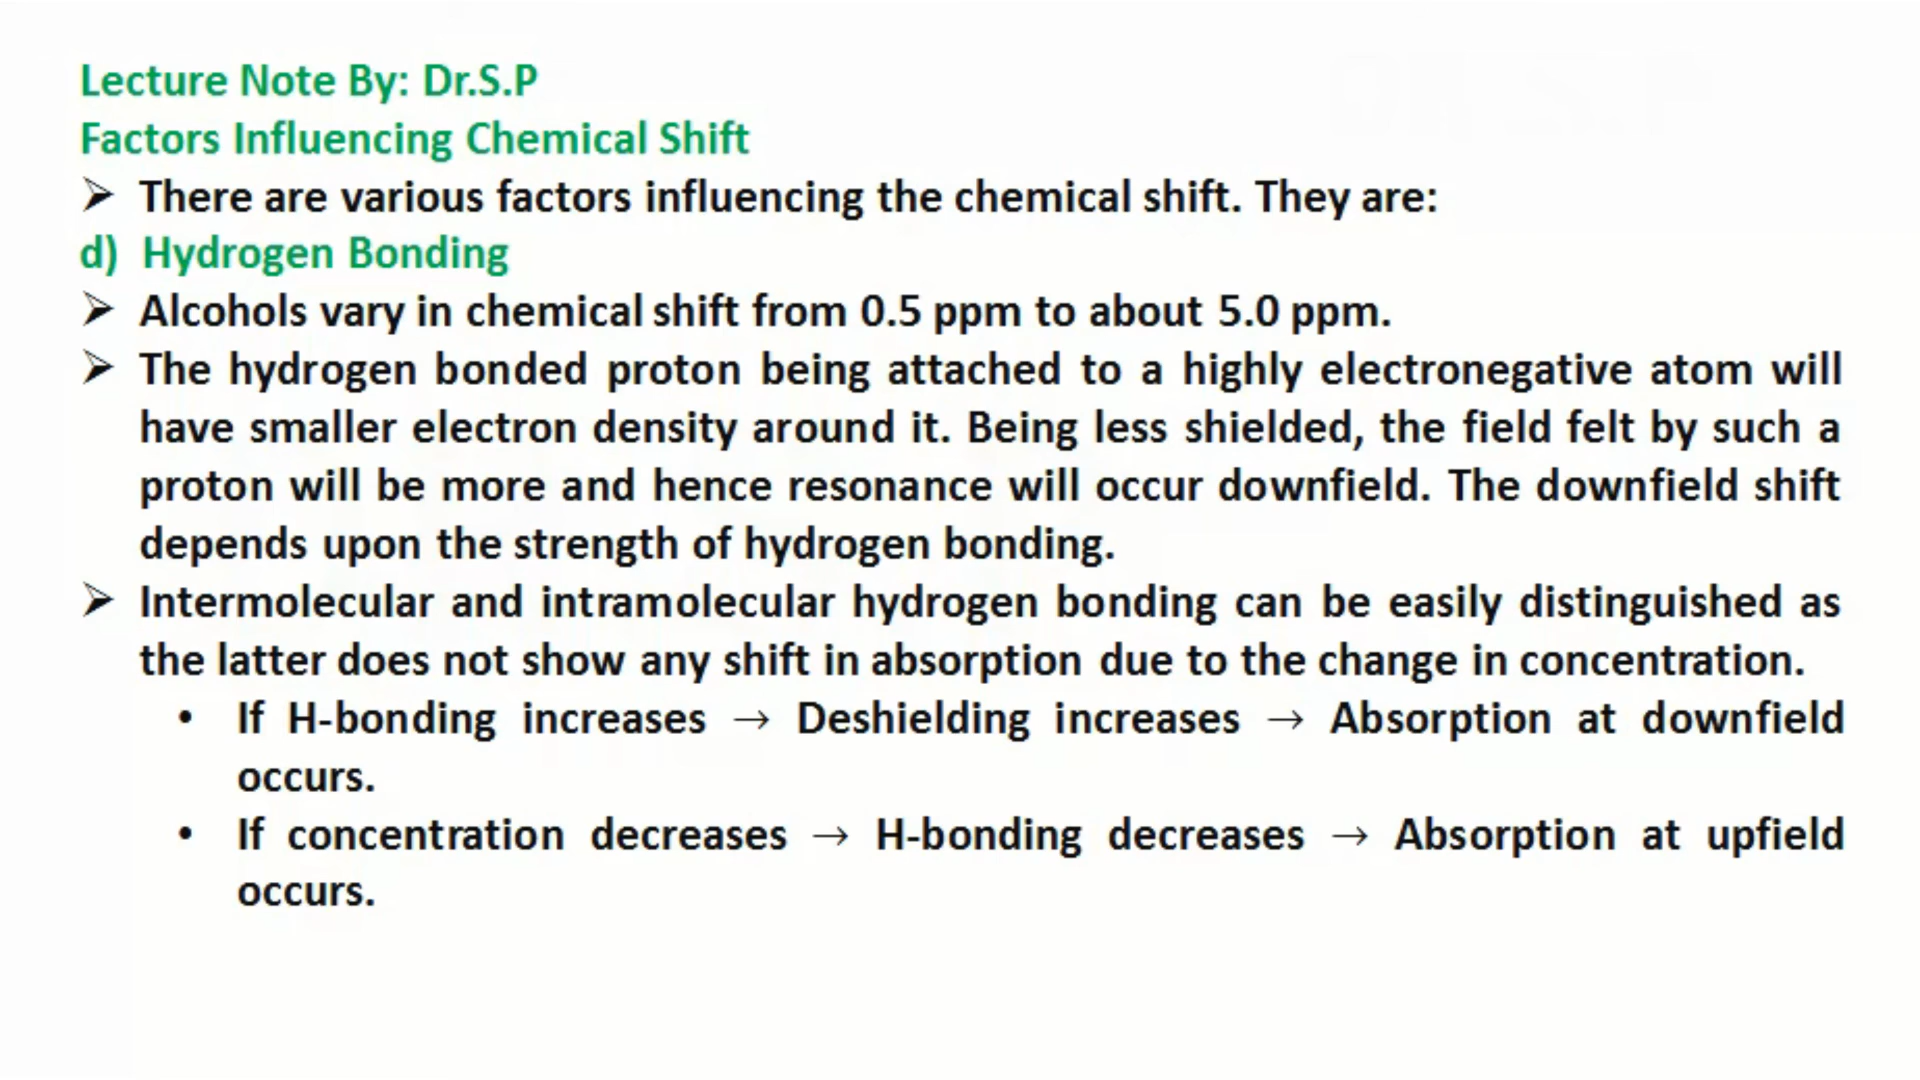 Lecture Note By: Dr.S.P
Factors Influencing Chemical Shift
➢ There are various factors influencing the chemical shift. They are:
d) Hydrogen Bonding
➢ Alcohols vary in chemical shift from 0.5 ppm to about 5.0 ppm.
➢ The hydrogen bonded proton being attached to a highly electronegative atom will
have smaller electron density around it. Being less shielded, the field felt by such a
proton will be more and hence resonance will occur downfield. The downfield shift
depends upon the strength of hydrogen bonding.
➢ Intermolecular and intramolecular hydrogen bonding can be easily distinguished as
the latter does not show any shift in absorption due to the change in concentration.
• If H-bonding increases → Deshielding increases → Absorption at downfield
occurs.
• If concentration decreases → H-bonding decreases → Absorption at upfield
occurs.